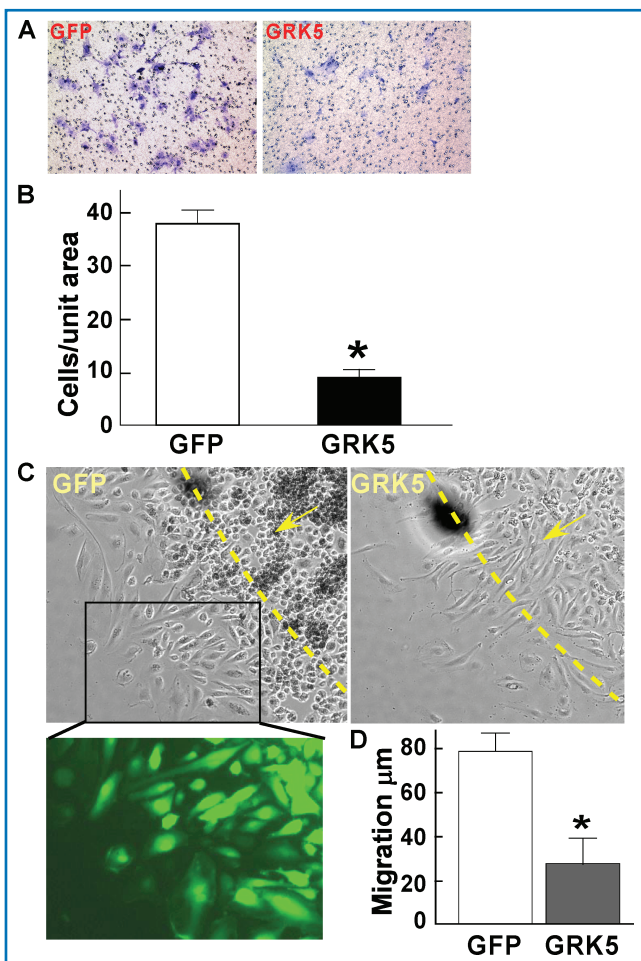 A
GFP
GRK5
B
Cells/unit area
40
30
20
10
0
*
GFP
GRK5
C
GFP
GRK5
D
Migration μm
80
60
40
20
0
*
GFP
GRK5